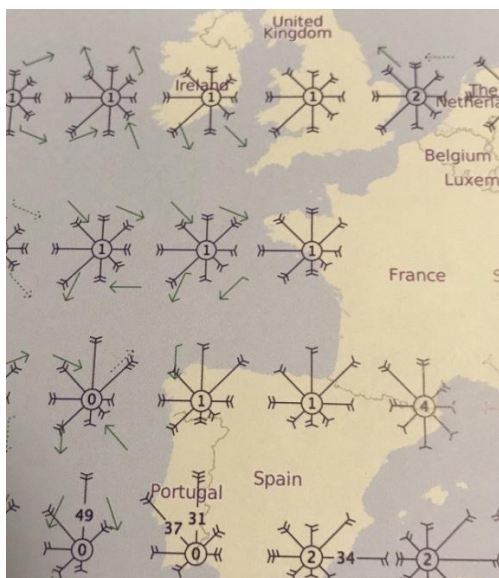 United
Kingdom
Ireland
The
Netherla
1
1
1
1
2
Belgium
Luxem
1
1
1
France
S
0
1
1
4
Spain
Portugal
49
31
37
34
0
0
2
2